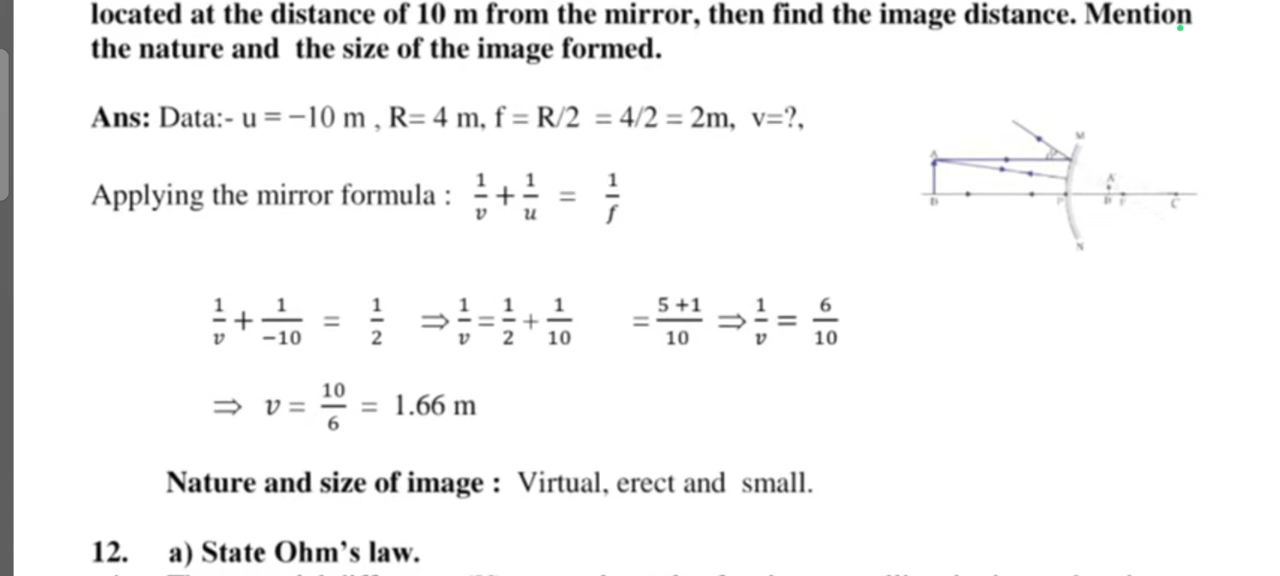 located at the distance of 10 m from the mirror, then find the image distance. Mention
the nature and the size of the image formed.
Ans: Data:- u = −10 m , R= 4 m, f = R/2 = 4/2 = 2m, v=?,
Applying the mirror formula : 1/v + 1/u = 1/f
1/v + 1/−10 = 1/2 ⇒ 1/v = 1/2 + 1/10 = 5 +1/10 ⇒ 1/v = 6/10
⇒ v = 10/6 = 1.66 m
Nature and size of image : Virtual, erect and small.
12. a) State Ohm’s law.
M
A
B
P
F
C
N